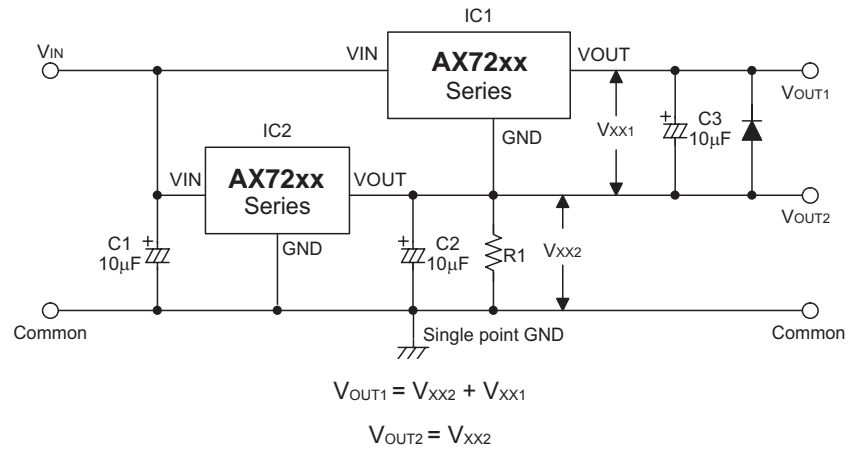 IC1
VIN
VIN
AX72xx
Series
VOUT
VOUT1
GND
VXX1
C3
10μF
+
IC2
VIN
AX72xx
Series
VOUT
VOUT2
GND
C1
10μF
+
C2
10μF
+
R1
VXX2
Common
Single point GND
Common
VOUT1 = VXX2 + VXX1
VOUT2 = VXX2